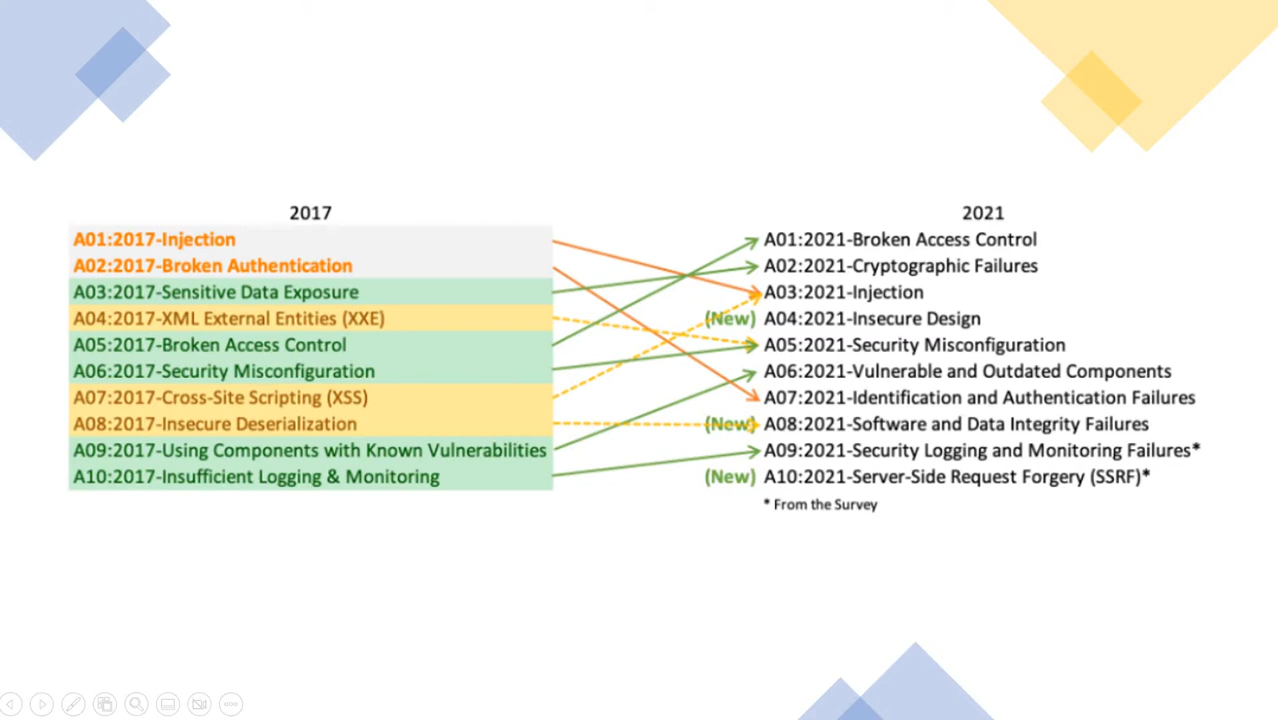 2017
A01:2017-Injection
A02:2017-Broken Authentication
A03:2017-Sensitive Data Exposure
A04:2017-XML External Entities (XXE)
A05:2017-Broken Access Control
A06:2017-Security Misconfiguration
A07:2017-Cross-Site Scripting (XSS)
A08:2017-Insecure Deserialization
A09:2017-Using Components with Known Vulnerabilities
A10:2017-Insufficient Logging & Monitoring
2021
A01:2021-Broken Access Control
A02:2021-Cryptographic Failures
A03:2021-Injection
(New) A04:2021-Insecure Design
A05:2021-Security Misconfiguration
A06:2021-Vulnerable and Outdated Components
A07:2021-Identification and Authentication Failures
(New) A08:2021-Software and Data Integrity Failures
A09:2021-Security Logging and Monitoring Failures*
(New) A10:2021-Server-Side Request Forgery (SSRF)*
* From the Survey